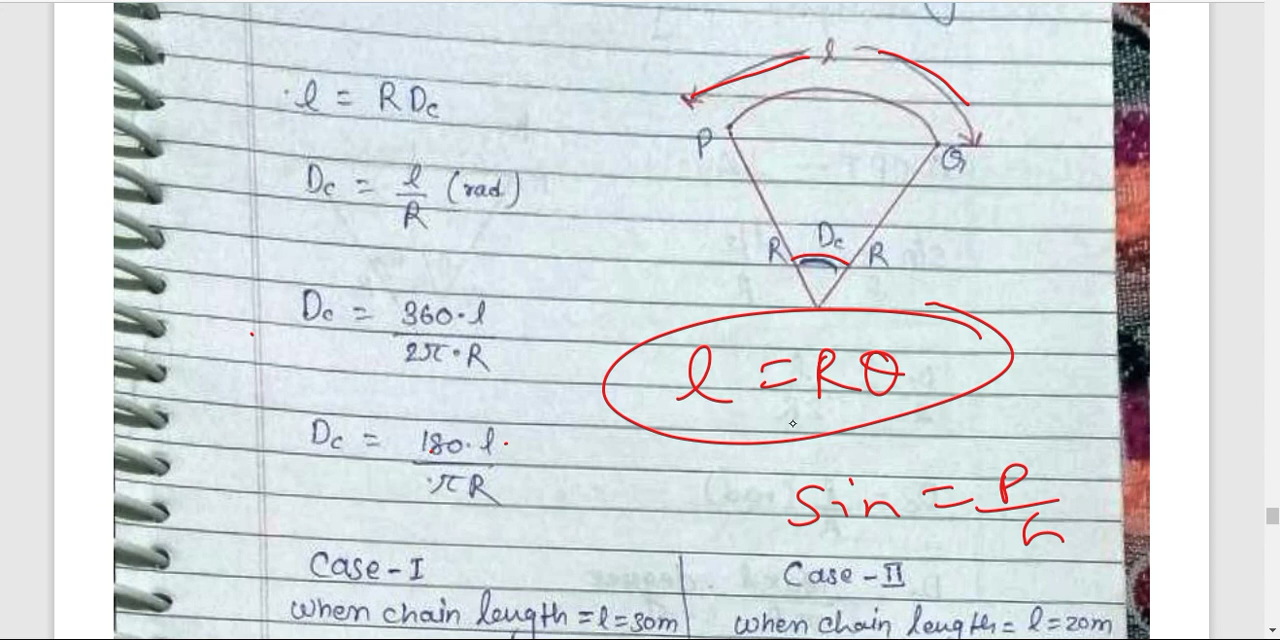 l
·l = R Dc
P
Q
Dc = l/R (rad)
R Dc R
Dc = 360·l / 2π·R
l = Rθ
Dc = 180·l· / ·πR
Sin = P/h
Case-I
when chain length = l = 30m
Case-II
when chain length = l = 20m